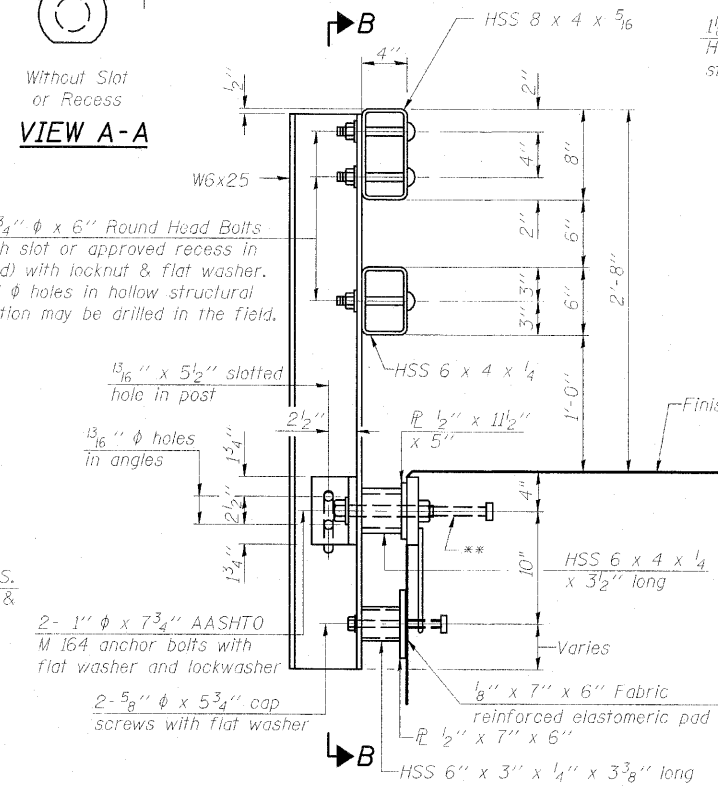 Without Slot
or Recess
VIEW A-A
B
HSS 8 x 4 x 5/16
4"
1/2"
2"
4"
8"
2"
6"
3"
3"
6"
2'-8"
1'-0"
W6x25
3/4" φ x 6" Round Head Bolts
slot or approved recess in
with locknut & flat washer.
φ holes in hollow structural
may be drilled in the field.
HSS 6 x 4 x 1/4
13/16" x 5 1/2" slotted
hole in post
2 1/2"
℄ 1/2" x 11 1/2"
x 5"
13/16" φ holes
in angles
1 3/4"
2 1/2"
1 3/4"
4"
10"
**
HSS 6 x 4 x 1/4
x 3 1/2" long
S.
&
2- 1" φ x 7 3/4" AASHTO
M 164 anchor bolts with
flat washer and lockwasher
Varies
2- 5/8" φ x 5 3/4" cap
screws with flat washer
1/8" x 7" x 6" Fabric
reinforced elastomeric pad
℄ 1/2" x 7" x 6"
B
HSS 6" x 3" x 1/4" x 3 3/8" long